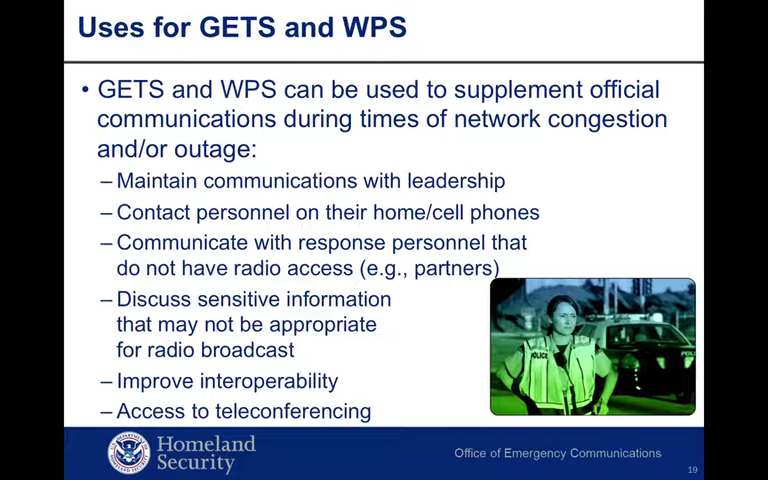 Uses for GETS and WPS
• GETS and WPS can be used to supplement official
communications during times of network congestion
and/or outage:
– Maintain communications with leadership
– Contact personnel on their home/cell phones
– Communicate with response personnel that
do not have radio access (e.g., partners)
– Discuss sensitive information
that may not be appropriate
for radio broadcast
– Improve interoperability
– Access to teleconferencing
POLICE
Homeland
Security
Office of Emergency Communications
19